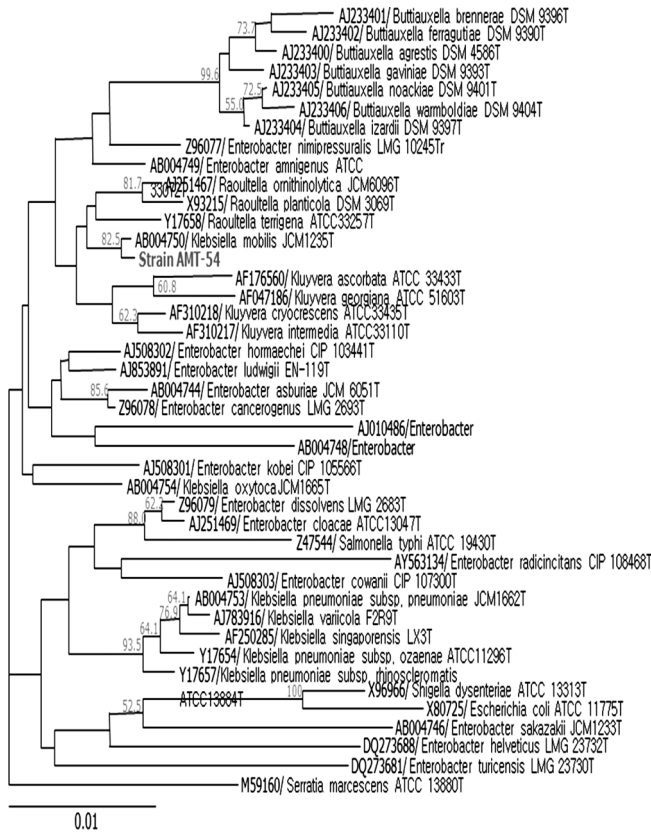 AJ233401/ Buttiauxella brennerae DSM 9396T
73.7
AJ233402/ Buttiauxella ferragutiae DSM 9390T
AJ233400/ Buttiauxella agrestis DSM 4586T
99.6
AJ233403/ Buttiauxella gaviniae DSM 9393T
72.5
AJ233405/ Buttiauxella noackiae DSM 9401T
55.0
AJ233406/ Buttiauxella warmboldiae DSM 9404T
AJ233404/ Buttiauxella izardii DSM 9397T
Z96077/ Enterobacter nimipressuralis LMG 10245Tr
AB004749/ Enterobacter amnigenus ATCC
81.7
AJ251467/ Raoultella ornithinolytica JCM6096T
X93215/ Raoultella planticola DSM 3069T
Y17658/ Raoultella terrigena ATCC33257T
82.5
AB004750/ Klebsiella mobilis JCM1235T
Strain AMT-54
AF176560/ Kluyvera ascorbata ATCC 33433T
60.8
AF047186/ Kluyvera georgiana ATCC 51603T
62.3
AF310218/ Kluyvera cryocrescens ATCC33435T
AF310217/ Kluyvera intermedia ATCC33110T
AJ508302/ Enterobacter hormaechei CIP 103441T
AJ853891/ Enterobacter ludwigii EN-119T
85.6
AB004744/ Enterobacter asburiae JCM 6051T
Z96078/ Enterobacter cancerogenus LMG 2693T
AJ010486/Enterobacter
AB004748/Enterobacter
AJ508301/ Enterobacter kobei CIP 105566T
AB004754/ Klebsiella oxytocaJCM1665T
62.2
Z96079/ Enterobacter dissolvens LMG 2683T
88.
AJ251469/ Enterobacter cloacae ATCC13047T
Z47544/ Salmonella typhi ATCC 19430T
AY563134/ Enterobacter radicincitans CIP 108468T
AJ508303/ Enterobacter cowanii CIP 107300T
64.1
AB004753/ Klebsiella pneumoniae subsp. pneumoniae JCM1662T
76.9
AJ783916/ Klebsiella variicola F2R9T
64.1
AF250285/ Klebsiella singaporensis LX3T
93.5
Y17654/ Klebsiella pneumoniae subsp. ozaenae ATCC11296T
Y17657/ Klebsiella pneumoniae subsp. rhinoscleromatis
ATCC13884T
100
X96966/ Shigella dysenteriae ATCC 13313T
52.5
X80725/ Escherichia coli ATCC 11775T
AB004746/ Enterobacter sakazakii JCM1233T
DQ273688/ Enterobacter helveticus LMG 23732T
DQ273681/ Enterobacter turicensis LMG 23730T
M59160/ Serratia marcescens ATCC 13880T
0.01